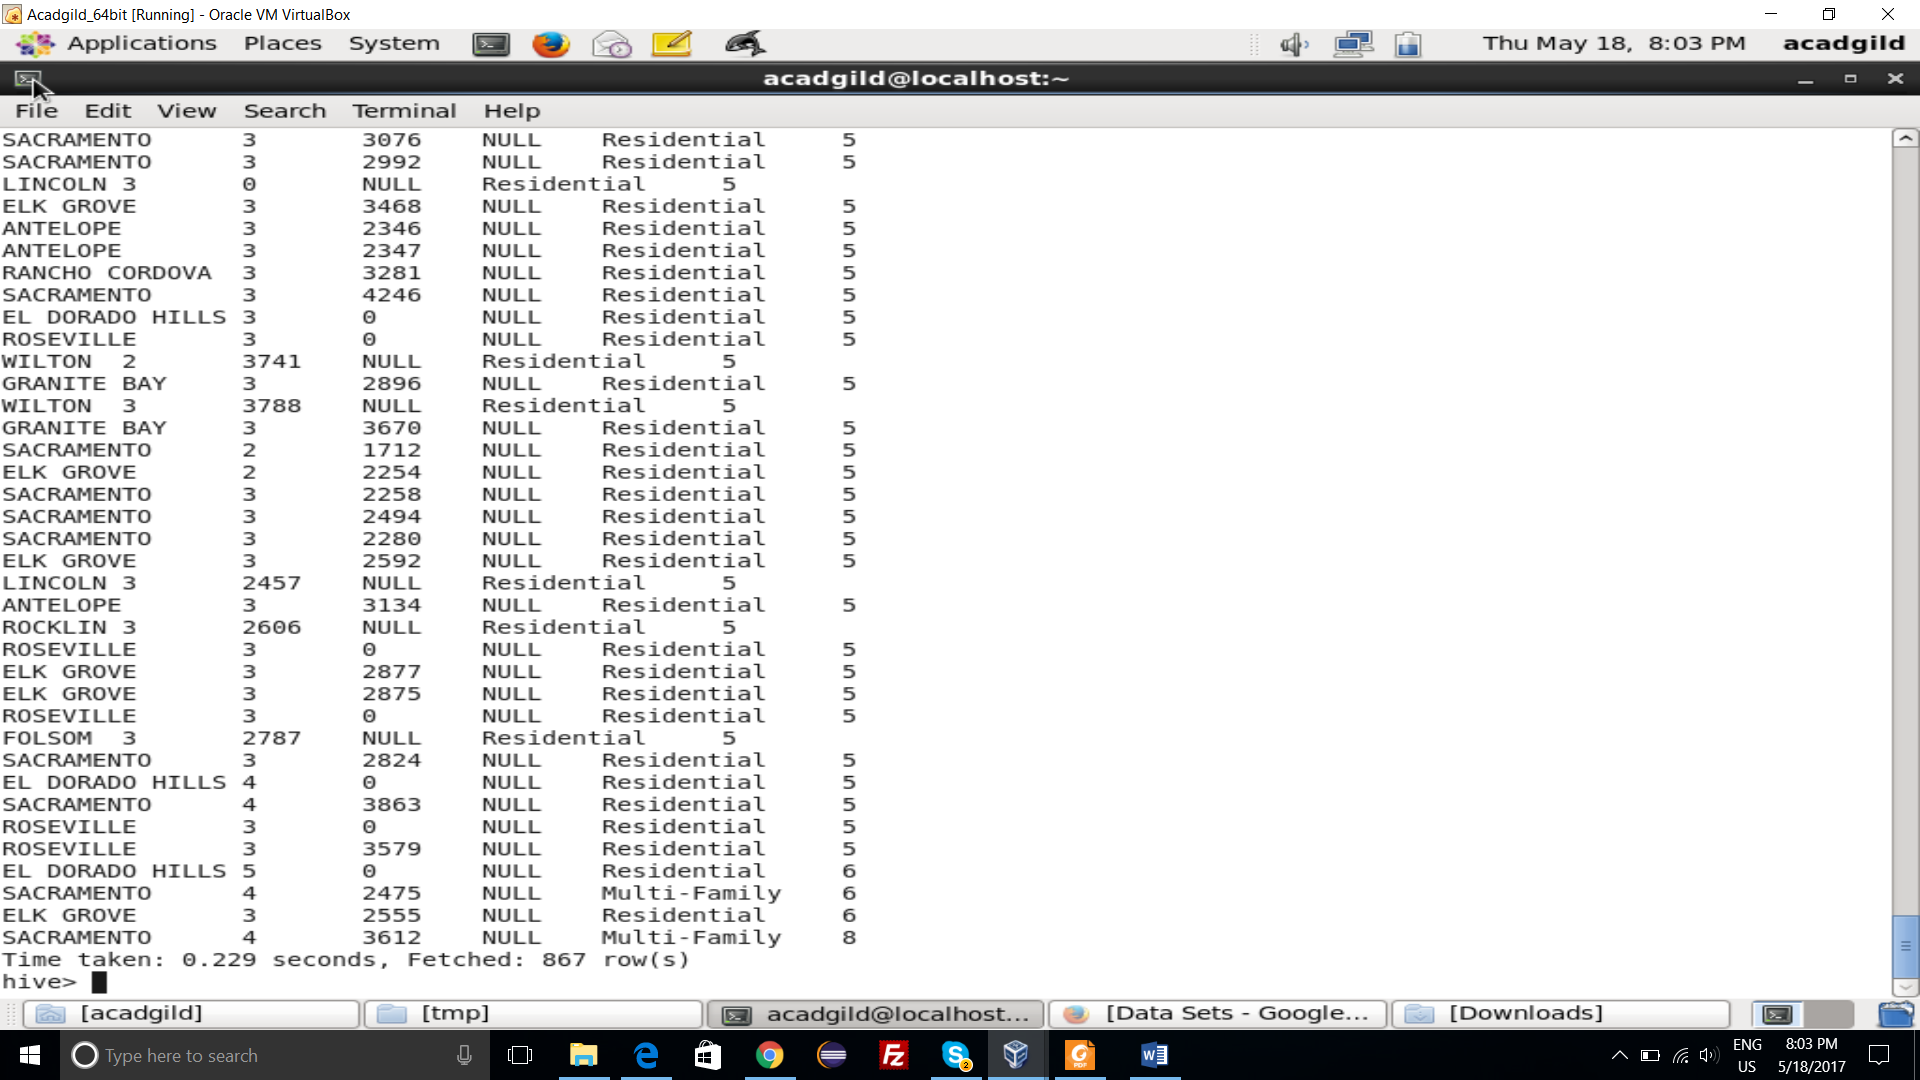 Acadgild_64bit [Running] - Oracle VM VirtualBox
Applications Places System Thu May 18, 8:03 PM acadgild
acadgild@localhost:~
File Edit View Search Terminal Help
SACRAMENTO 3 3076 NULL Residential 5
SACRAMENTO 3 2992 NULL Residential 5
LINCOLN 3 0 NULL Residential 5
ELK GROVE 3 3468 NULL Residential 5
ANTELOPE 3 2346 NULL Residential 5
ANTELOPE 3 2347 NULL Residential 5
RANCHO CORDOVA 3 3281 NULL Residential 5
SACRAMENTO 3 4246 NULL Residential 5
EL DORADO HILLS 3 0 NULL Residential 5
ROSEVILLE 3 0 NULL Residential 5
WILTON 2 3741 NULL Residential 5
GRANITE BAY 3 2896 NULL Residential 5
WILTON 3 3788 NULL Residential 5
GRANITE BAY 3 3670 NULL Residential 5
SACRAMENTO 2 1712 NULL Residential 5
ELK GROVE 2 2254 NULL Residential 5
SACRAMENTO 3 2258 NULL Residential 5
SACRAMENTO 3 2494 NULL Residential 5
SACRAMENTO 3 2280 NULL Residential 5
ELK GROVE 3 2592 NULL Residential 5
LINCOLN 3 2457 NULL Residential 5
ANTELOPE 3 3134 NULL Residential 5
ROCKLIN 3 2606 NULL Residential 5
ROSEVILLE 3 0 NULL Residential 5
ELK GROVE 3 2877 NULL Residential 5
ELK GROVE 3 2875 NULL Residential 5
ROSEVILLE 3 0 NULL Residential 5
FOLSOM 3 2787 NULL Residential 5
SACRAMENTO 3 2824 NULL Residential 5
EL DORADO HILLS 4 0 NULL Residential 5
SACRAMENTO 4 3863 NULL Residential 5
ROSEVILLE 3 0 NULL Residential 5
ROSEVILLE 3 3579 NULL Residential 5
EL DORADO HILLS 5 0 NULL Residential 6
SACRAMENTO 4 2475 NULL Multi-Family 6
ELK GROVE 3 2555 NULL Residential 6
SACRAMENTO 4 3612 NULL Multi-Family 8
Time taken: 0.229 seconds, Fetched: 867 row(s)
hive>
[acadgild] [tmp] acadgild@localhost... [Data Sets - Google... [Downloads]
Type here to search
ENG 8:03 PM
US 5/18/2017